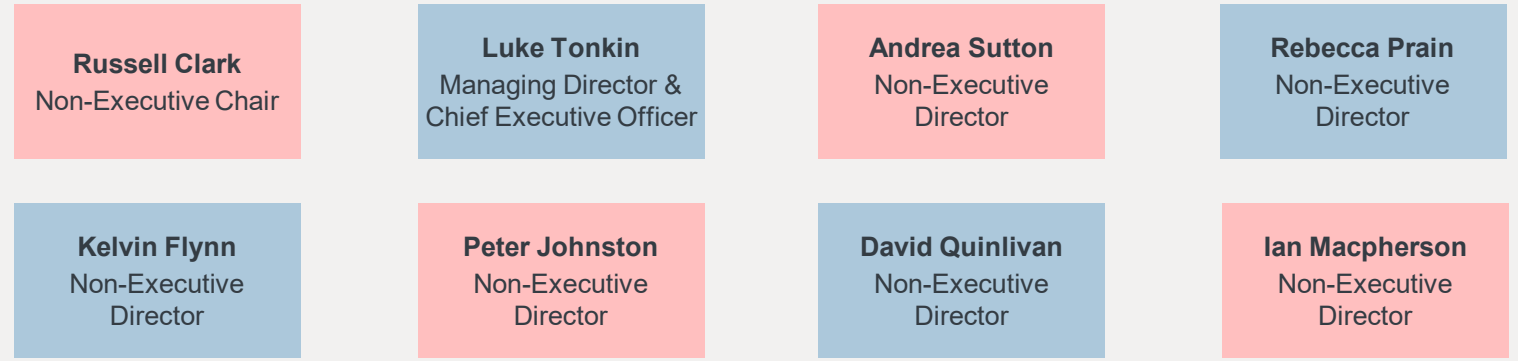 Russell Clark
Non-Executive Chair
Luke Tonkin
Managing Director &
Chief Executive Officer
Andrea Sutton
Non-Executive
Director
Rebecca Prain
Non-Executive
Director
Kelvin Flynn
Non-Executive
Director
Peter Johnston
Non-Executive
Director
David Quinlivan
Non-Executive
Director
Ian Macpherson
Non-Executive
Director